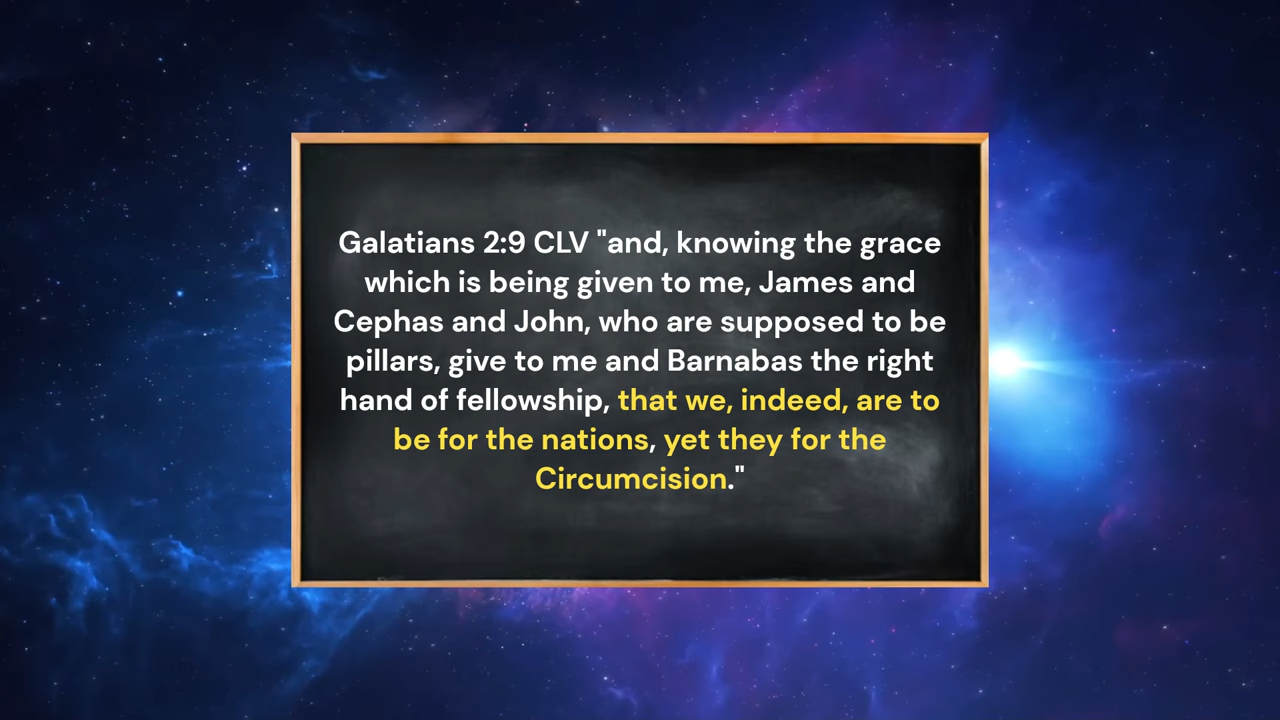 Galatians 2:9 CLV "and, knowing the grace
which is being given to me, James and
Cephas and John, who are supposed to be
pillars, give to me and Barnabas the right
hand of fellowship, that we, indeed, are to
be for the nations, yet they for the
Circumcision."